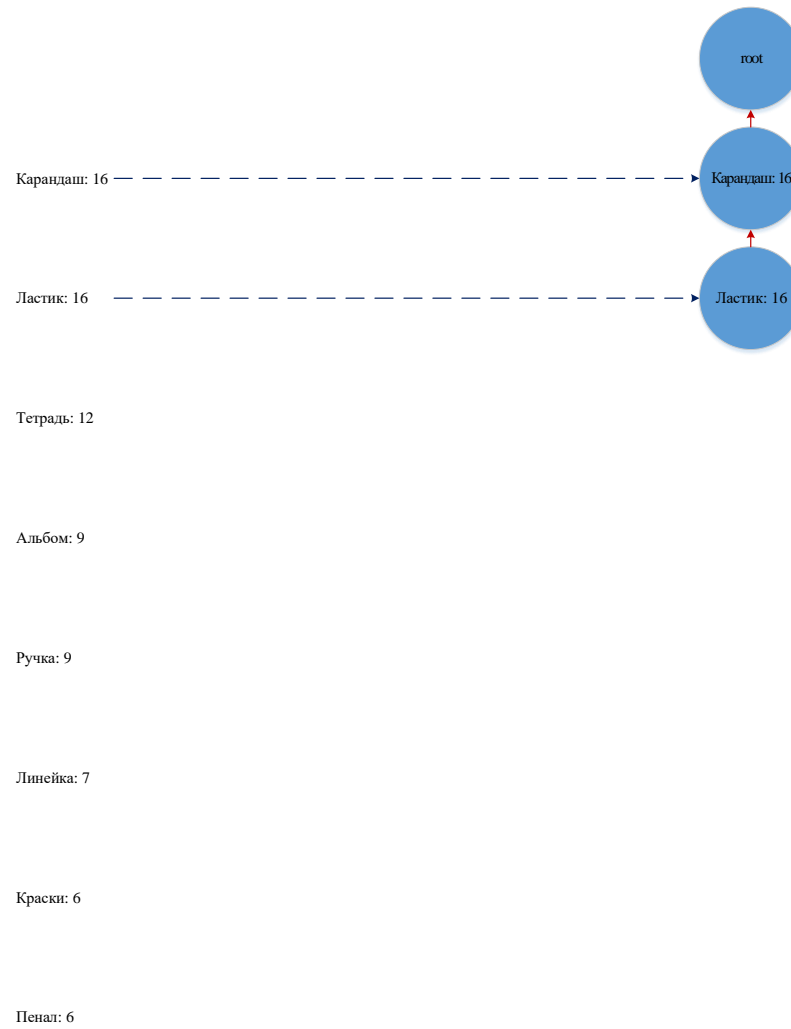 root
Карандаш: 16
Карандаш: 16
Ластик: 16
Ластик: 16
Тетрадь: 12
Альбом: 9
Ручка: 9
Линейка: 7
Краски: 6
Пенал: 6